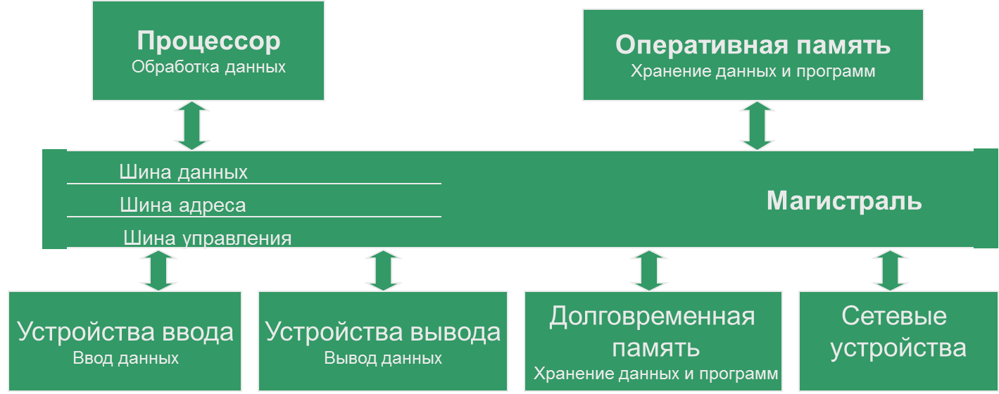 Процессор
Обработка данных
Оперативная память
Хранение данных и программ
Шина данных
Шина адреса
Шина управления
Магистраль
Устройства ввода
Ввод данных
Устройства вывода
Вывод данных
Долговременная
память
Хранение данных и программ
Сетевые
устройства